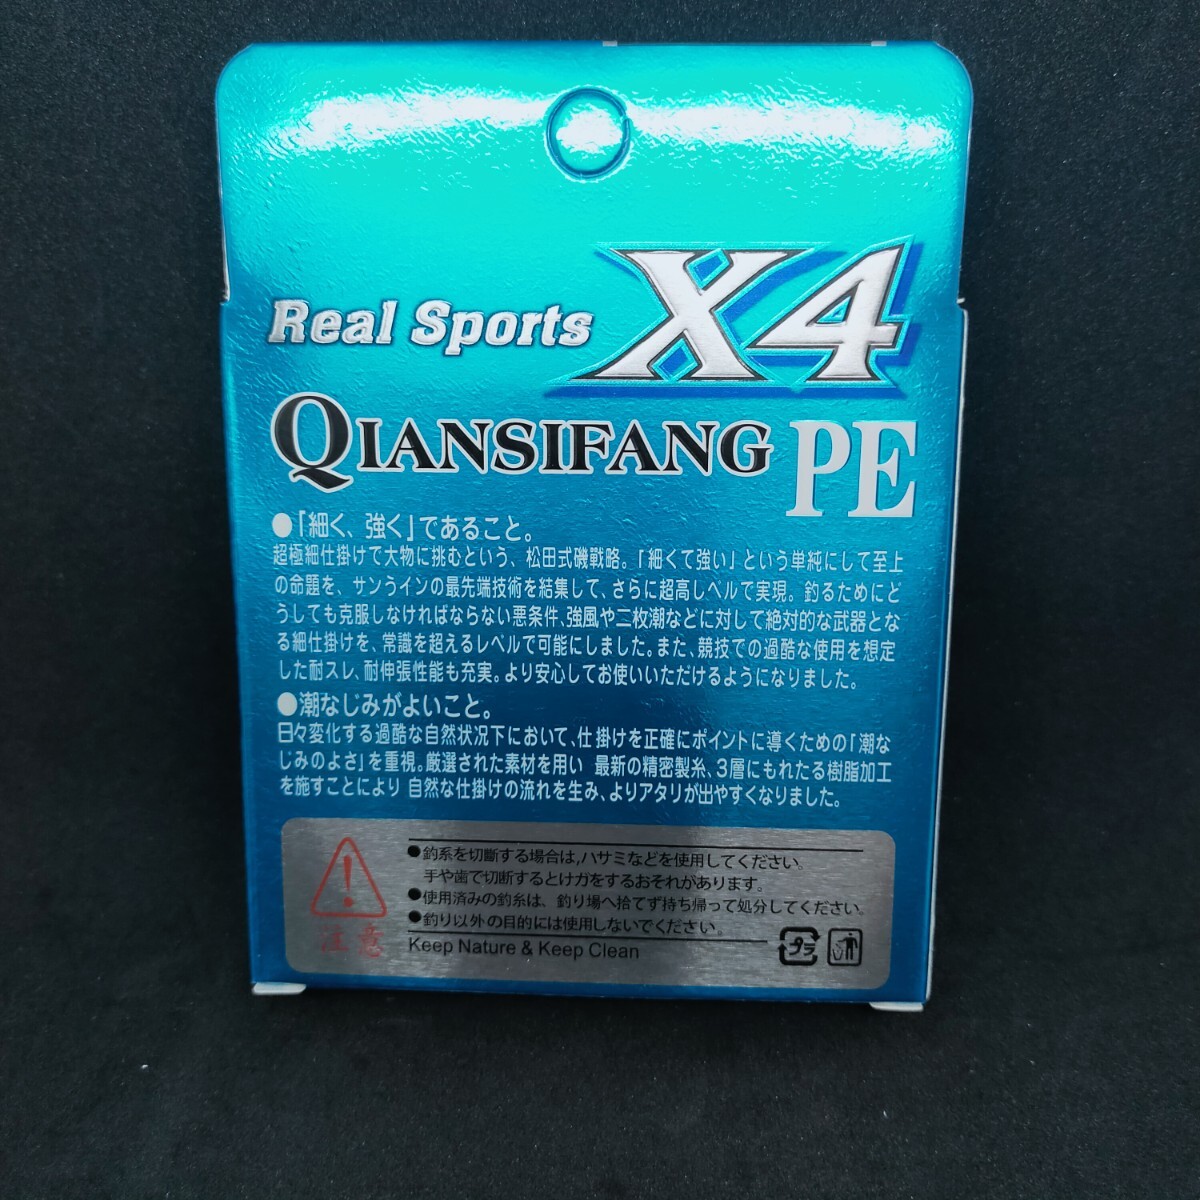 X4
Real Sports
QIANSIFANG PE
●「細く、強く」であること。
超極細仕掛けで大物に挑むという、松田式磯戦略。「細くて強い」という単純にして至上
の命題を、サンうインの最先端技術を結集して、さらに超高しベルで実現。釣るためにど
うしても克服しなければならない悪条件、強風や二枚潮などに対して絶対的な武器とな
る細仕掛けを、常識を超えるレベルで可能にしました。また、競技での過酷な使用を想定
した耐スレ、耐伸張性能も充実。より安心してお使いいただけるようになりました。
●潮なじみがよいこと。
日々変化する過酷な自然状況下において、仕掛けを正確にポイントに導くための「潮な
じみのよさ」を重視。厳選された素材を用い 最新の精密製糸、3層にもれたる樹脂加工
を施すことにより 自然な仕掛けの流れを生み、よりアタリが出やすくなりました。
●釣系を切断する場合は,ハサミなどを使用してください。
手や歯で切断するとけガをするおそれがあります。
●使用済みの釣糸は、釣り場へ捨てず持ち帰って処分してください。
●釣り以外の目的には使用しないでください。
注意
Keep Nature & Keep Clean
プラ